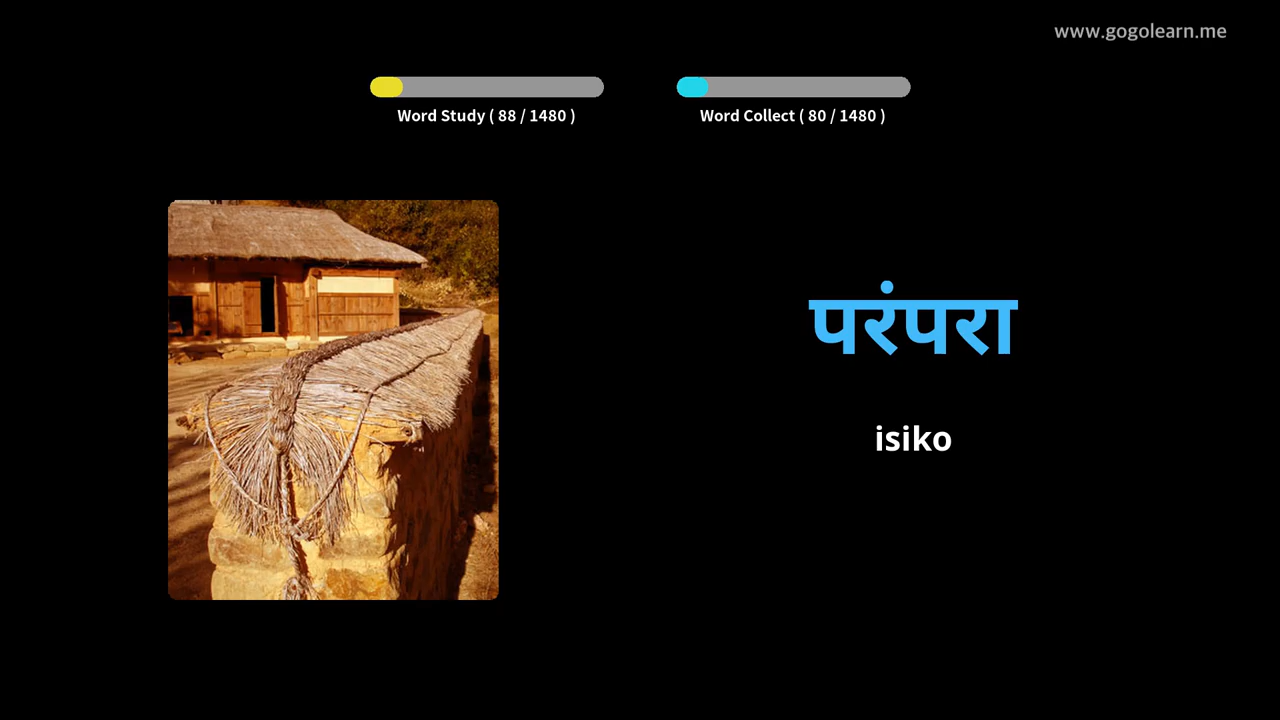 www.gogolearn.me
Word Study ( 88 / 1480 )
Word Collect ( 80 / 1480 )
परंपरा
isiko